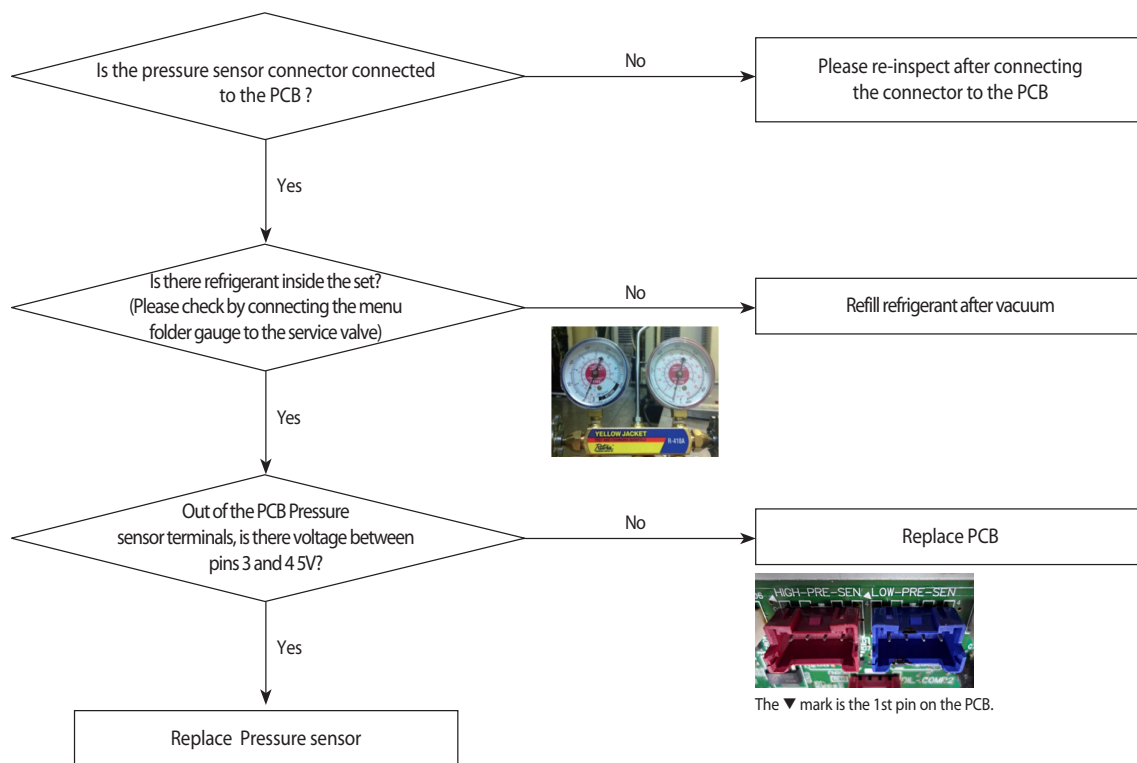 Is the pressure sensor connector connected
to the PCB ?
No
Please re-inspect after connecting
the connector to the PCB
Yes
Is there refrigerant inside the set?
(Please check by connecting the menu
folder gauge to the service valve)
No
Refill refrigerant after vacuum
YELLOW JACKET
R-410A
Yes
Out of the PCB Pressure
sensor terminals, is there voltage between
pins 3 and 4 5V?
No
Replace PCB
HIGH-PRE-SEN
LOW-PRE-SEN
The ▼ mark is the 1st pin on the PCB.
Yes
Replace Pressure sensor